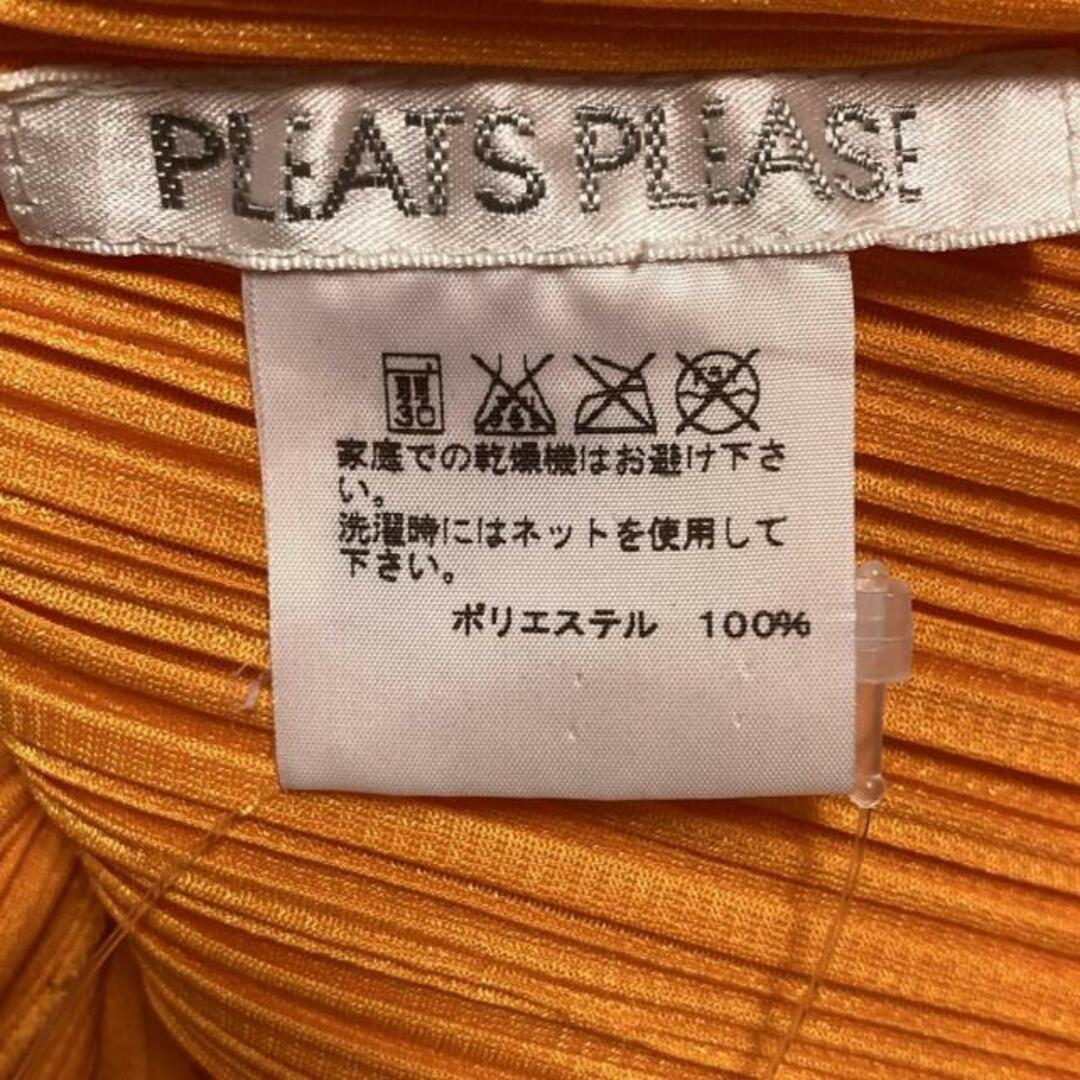 PLEATS PLEASE
弱
30
家庭での乾燥機はお避け下さ
い。
洗濯時にはネットを使用して
下さい。
ポリエステル 100%